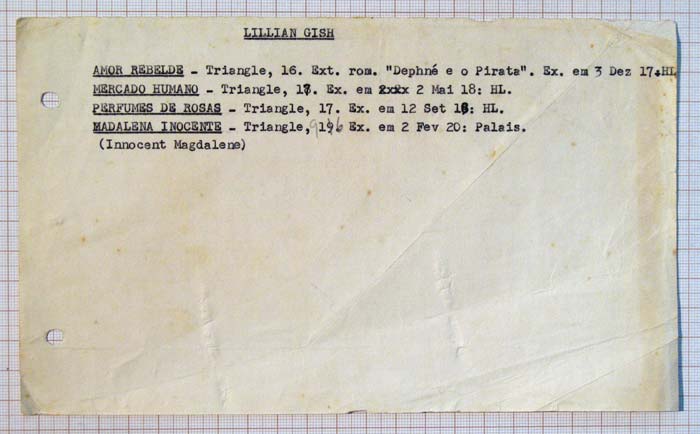 LILLIAN GISH
AMOR REBELDE - Triangle, 16. Ext. rom. "Dephné e o Pirata". Ex. em 3 Dez 17.HL
MERCADO HUMANO - Triangle, 17. Ex. em 2 Mai 18: HL.
PERFUMES DE ROSAS - Triangle, 17. Ex. em 12 Set 18: HL.
MADALENA INOCENTE - Triangle, 916 Ex. em 2 Fev 20: Palais.
(Innocent Magdalene)